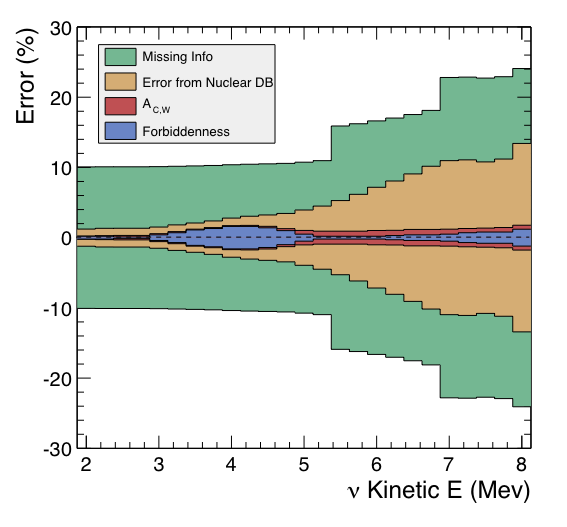 Error (%)
30
20
10
0
-10
-20
-30
Missing Info
Error from Nuclear DB
A C,W
Forbiddenness
2 3 4 5 6 7 8
ν Kinetic E (Mev)